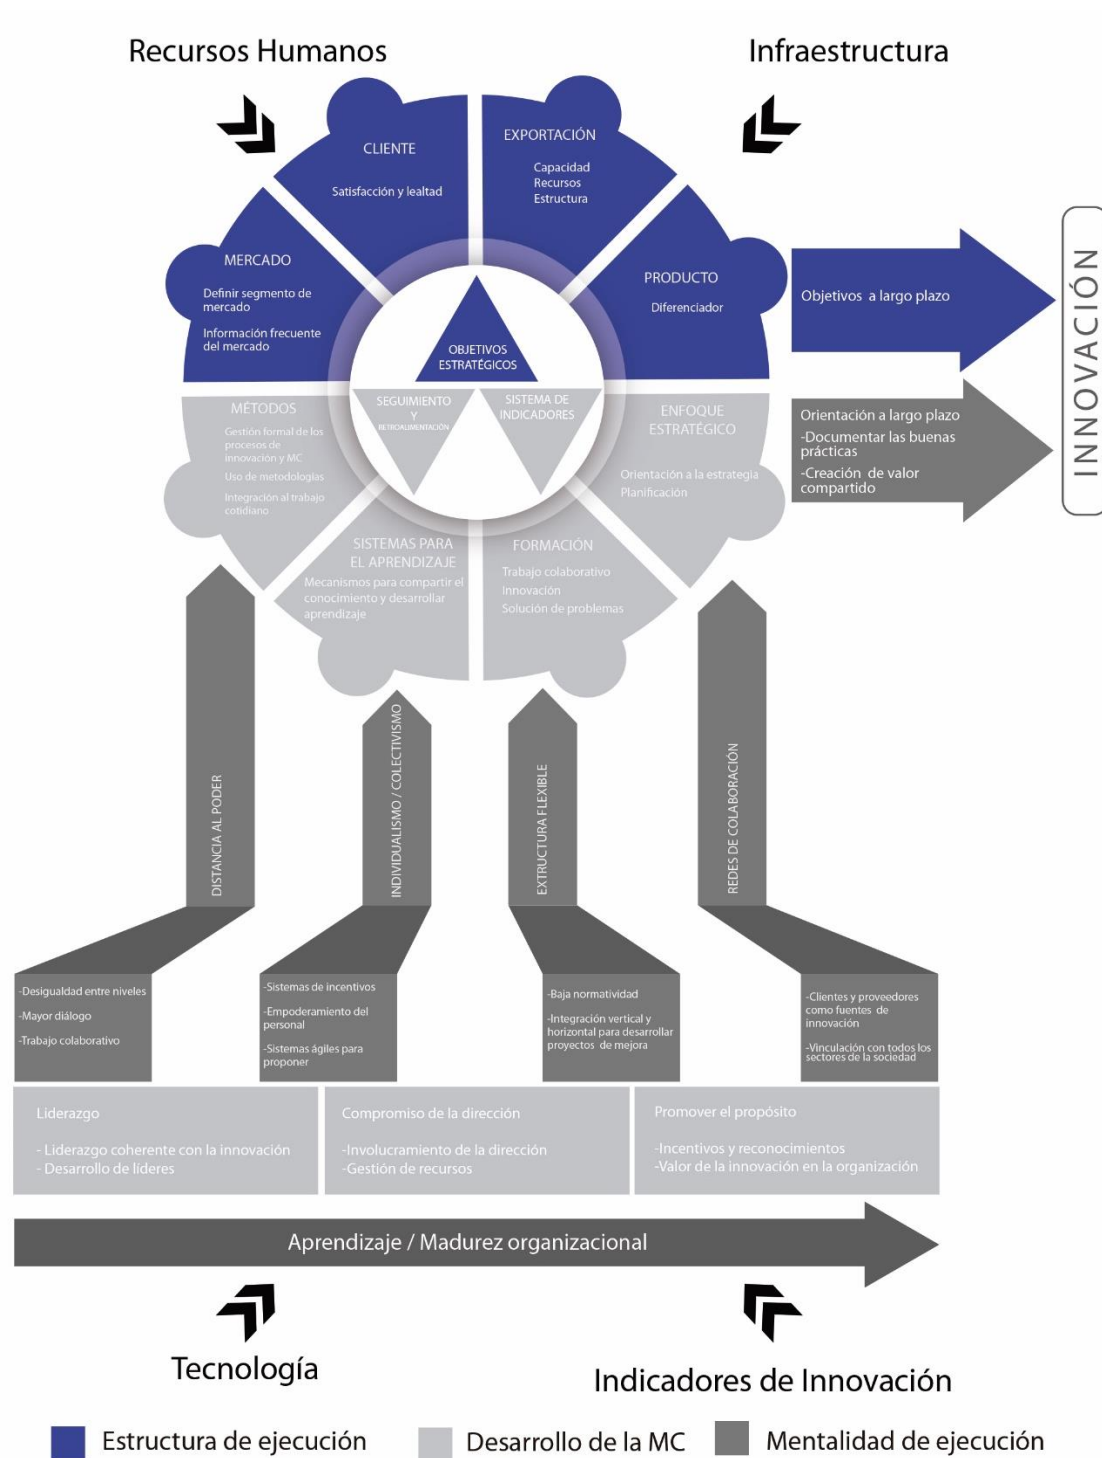 Recursos Humanos
Infraestructura
CLIENTE
Satisfacción y lealtad
EXPORTACIÓN
Capacidad
Recursos
Estructura
MERCADO
Definir segmento de
mercado
Información frecuente
del mercado
PRODUCTO
Diferenciador
OBJETIVOS
ESTRATÉGICOS
SEGUIMIENTO
Y
RETROALIMENTACIÓN
SISTEMA DE
INDICADORES
Objetivos a largo plazo
INNOVACIÓN
Orientación a largo plazo
-Documentar las buenas
prácticas
-Creación de valor
compartido
MÉTODOS
Gestión formal de los
procesos de
innovación y MC
Uso de metodologías
Integración al trabajo
cotidiano
ENFOQUE
ESTRATÉGICO
Orientación a la estrategia
Planificación
SISTEMAS PARA
EL APRENDIZAJE
Mecanismos para compartir el
conocimiento y desarrollar
aprendizaje
FORMACIÓN
Trabajo colaborativo
Innovación
Solución de problemas
DISTANCIA AL PODER
INDIVIDUALISMO / COLECTIVISMO
EXTRUCTURA FLEXIBLE
REDES DE COLABORACIÓN
-Desigualdad entre niveles
-Mayor diálogo
-Trabajo colaborativo
-Sistemas de incentivos
-Empoderamiento del
personal
-Sistemas ágiles para
proponer
-Baja normatividad
-Integración vertical y
horizontal para desarrollar
proyectos de mejora
-Clientes y proveedores
como fuentes de
innovación
-Vinculación con todos los
sectores de la sociedad
Liderazgo
- Liderazgo coherente con la innovación
- Desarrollo de líderes
Compromiso de la dirección
-Involucramiento de la dirección
-Gestión de recursos
Promover el propósito
-Incentivos y reconocimientos
-Valor de la innovación en la organización
Aprendizaje / Madurez organizacional
Tecnología
Indicadores de Innovación
Estructura de ejecución
Desarrollo de la MC
Mentalidad de ejecución